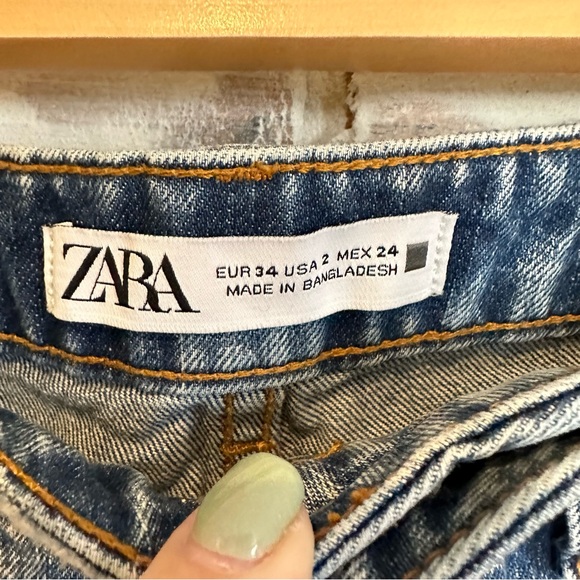 ZARA
EUR 34 USA 2 MEX 24
MADE IN BANGLADESH